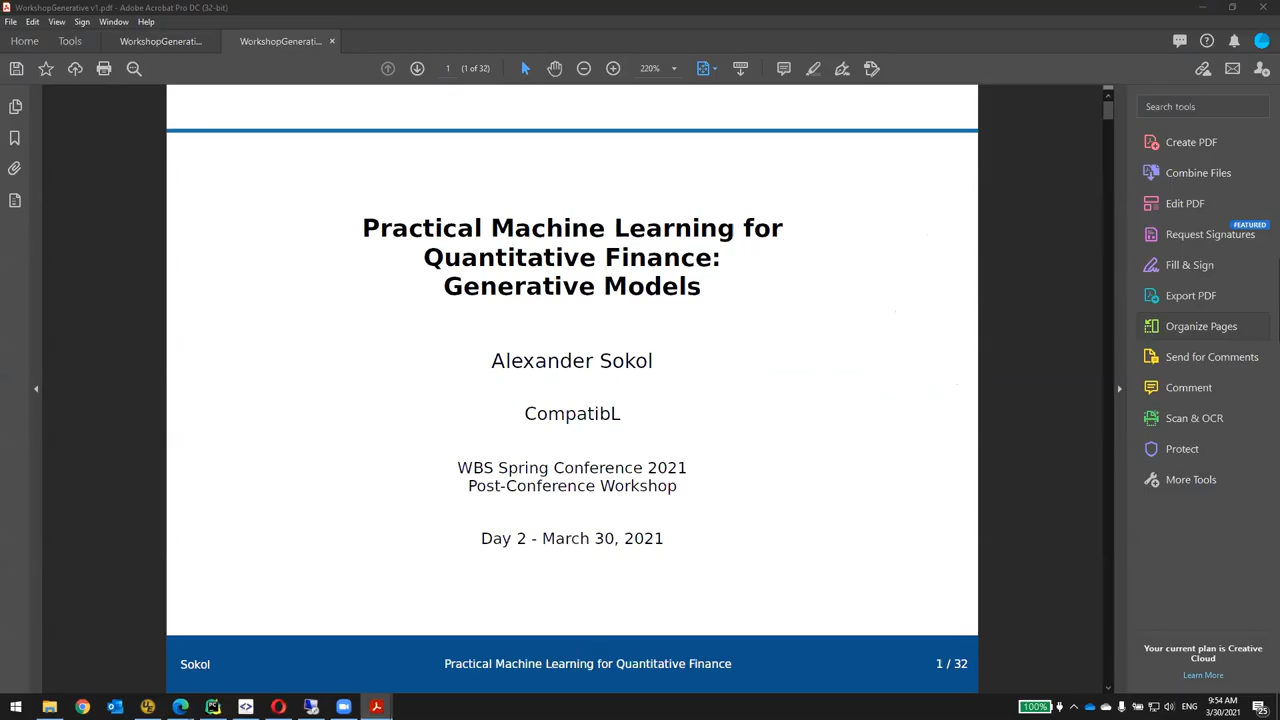 WorkshopGenerative v1.pdf - Adobe Acrobat Pro DC (32-bit)
File Edit View Sign Window Help
Home Tools WorkshopGenerati... WorkshopGenerati... ×
1 (1 of 32) 220%
Search tools
Create PDF
Combine Files
Edit PDF
FEATURED
Request Signatures
Fill & Sign
Export PDF
Organize Pages
Send for Comments
Comment
Scan & OCR
Protect
More Tools
Your current plan is Creative
Cloud
Learn More
Practical Machine Learning for
Quantitative Finance:
Generative Models
Alexander Sokol
CompatibL
WBS Spring Conference 2021
Post-Conference Workshop
Day 2 - March 30, 2021
Sokol Practical Machine Learning for Quantitative Finance 1 / 32
100% 9:54 AM
3/30/2021
25